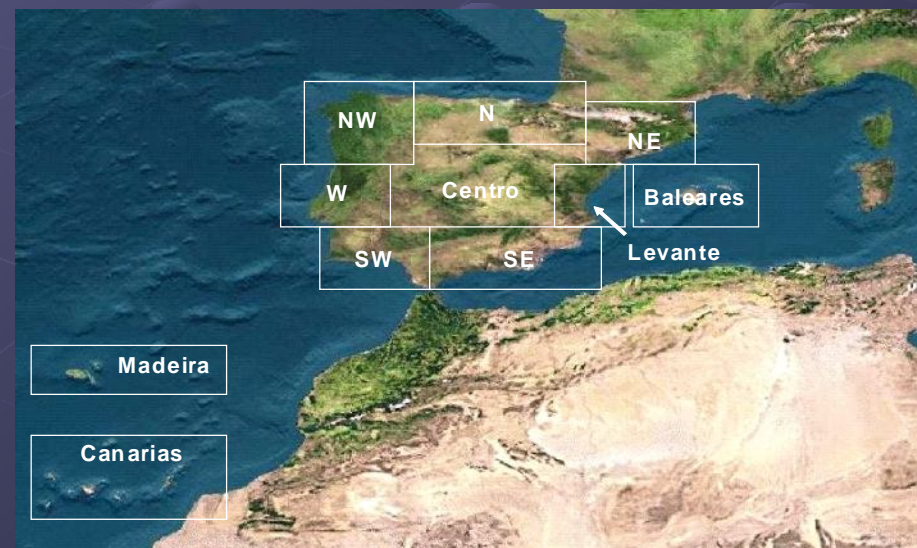 N
NW
NE
W
Centro
Baleares
Levante
SW
SE
Madeira
Canarias